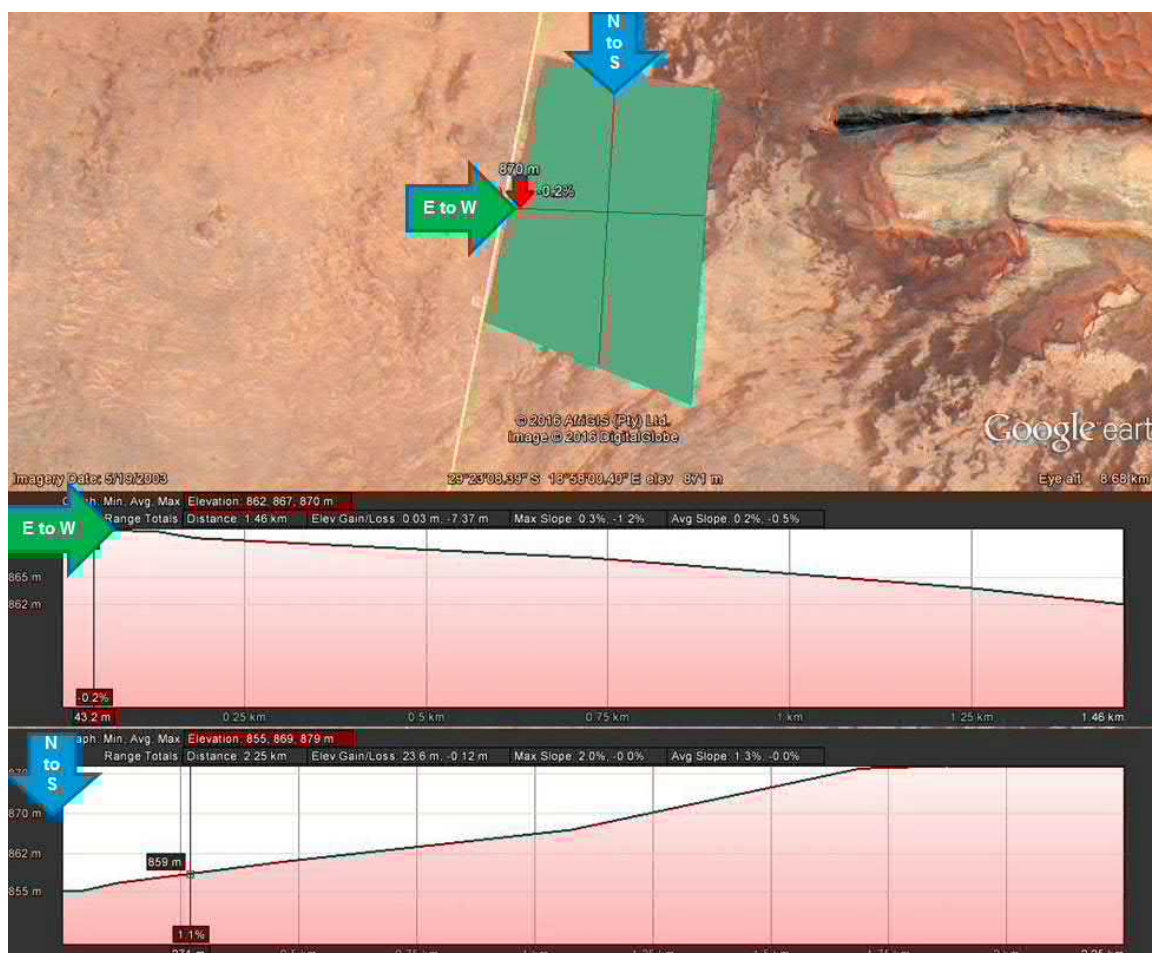 N
to
S
870 m
-0.2%
E to W
© 2016 AfriGIS (Pty) Ltd.
Image © 2016 DigitalGlobe
Google eart
Imagery Date: 5/19/2003
29°23'08.39" S 18°56'00.40" E elev 871 m
Eye alt 8.68 km
Min, Avg, Max Elevation: 862, 867, 870 m
Range Totals Distance: 1.46 km Elev Gain/Loss: 0.03 m, -7.37 m Max Slope: 0.3%, -1.2% Avg Slope: 0.2%, -0.5%
E to W
865 m
862 m
-0.2%
43.2 m 0.25 km 0.5 km 0.75 km 1 km 1.25 km 1.46 km
aph: Min, Avg, Max Elevation: 855, 869, 879 m
Range Totals Distance: 2.25 km Elev Gain/Loss: 23.6 m, -0.12 m Max Slope: 2.0%, -0.0% Avg Slope: 1.3%, -0.0%
N
to
S
870 m
862 m
859 m
855 m
1.1%